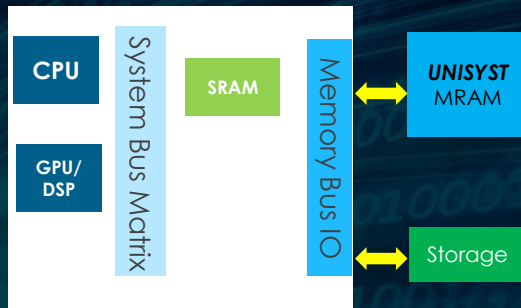 CPU
GPU/
DSP
System Bus Matrix
SRAM
Memory Bus IO
UNISYST
MRAM
Storage